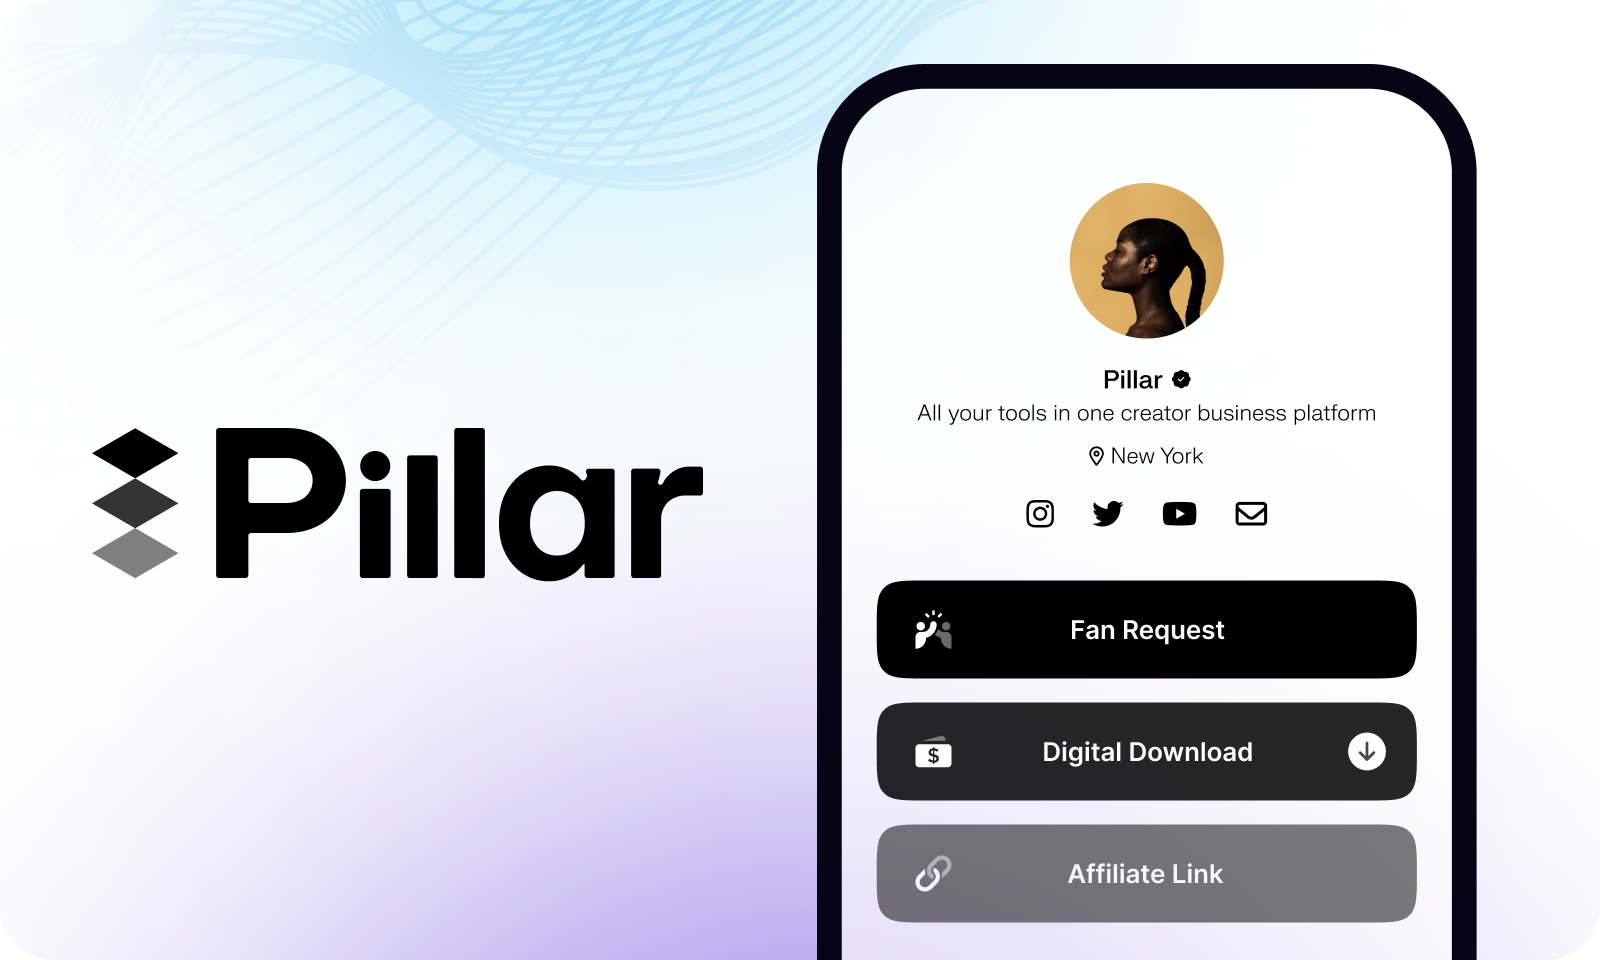 Pillar
Pillar
All your tools in one creator business platform
New York
Fan Request
$
Digital Download
Affiliate Link